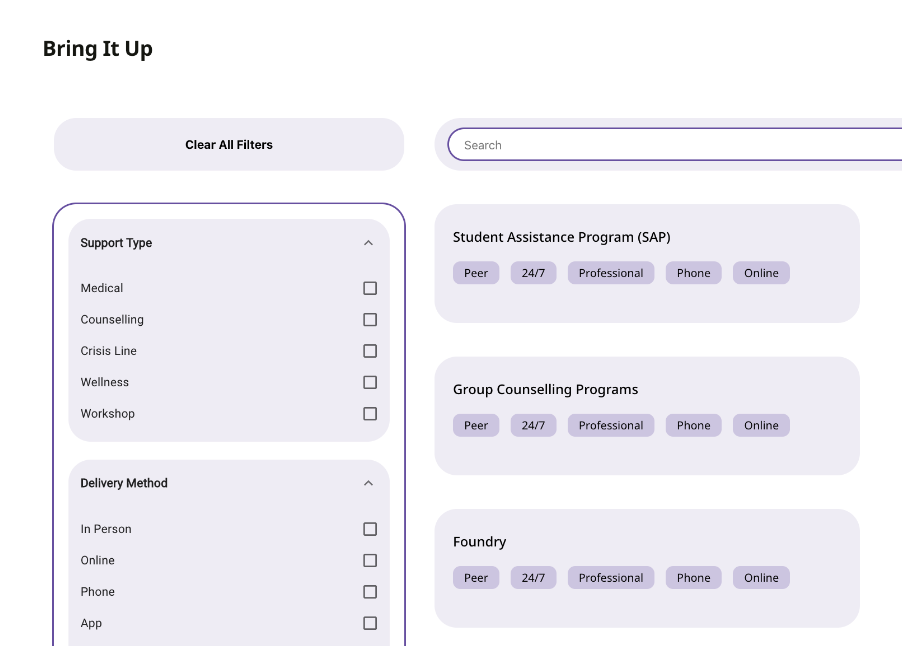 Bring It Up
Clear All Filters
Search
Support Type
Medical
Counselling
Crisis Line
Wellness
Workshop
Delivery Method
In Person
Online
Phone
App
Student Assistance Program (SAP)
Peer 24/7 Professional Phone Online
Group Counselling Programs
Peer 24/7 Professional Phone Online
Foundry
Peer 24/7 Professional Phone Online